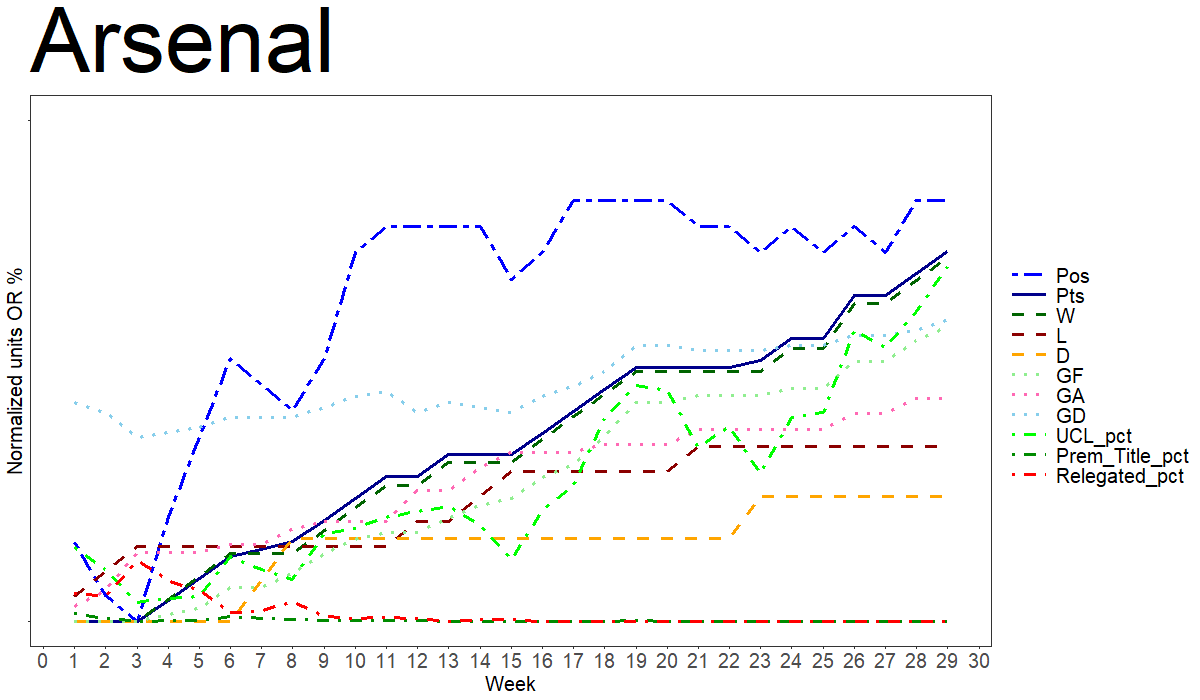 Arsenal
Normalized units OR %
Pos
Pts
W
L
D
GF
GA
GD
UCL_pct
Prem_Title_pct
Relegated_pct
0 1 2 3 4 5 6 7 8 9 10 11 12 13 14 15 16 17 18 19 20 21 22 23 24 25 26 27 28 29 30
Week